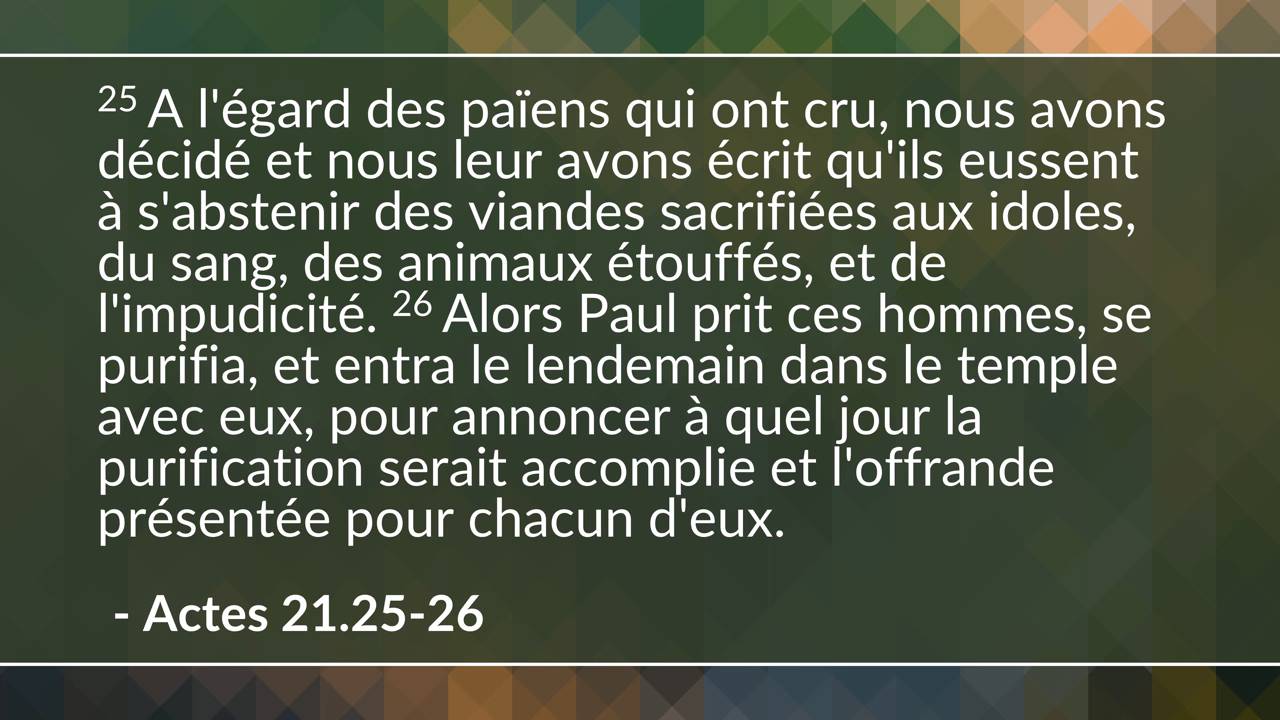 25 A l'égard des païens qui ont cru, nous avons
décidé et nous leur avons écrit qu'ils eussent
à s'abstenir des viandes sacrifiées aux idoles,
du sang, des animaux étouffés, et de
l'impudicité. 26 Alors Paul prit ces hommes, se
purifia, et entra le lendemain dans le temple
avec eux, pour annoncer à quel jour la
purification serait accomplie et l'offrande
présentée pour chacun d'eux.
- Actes 21.25-26